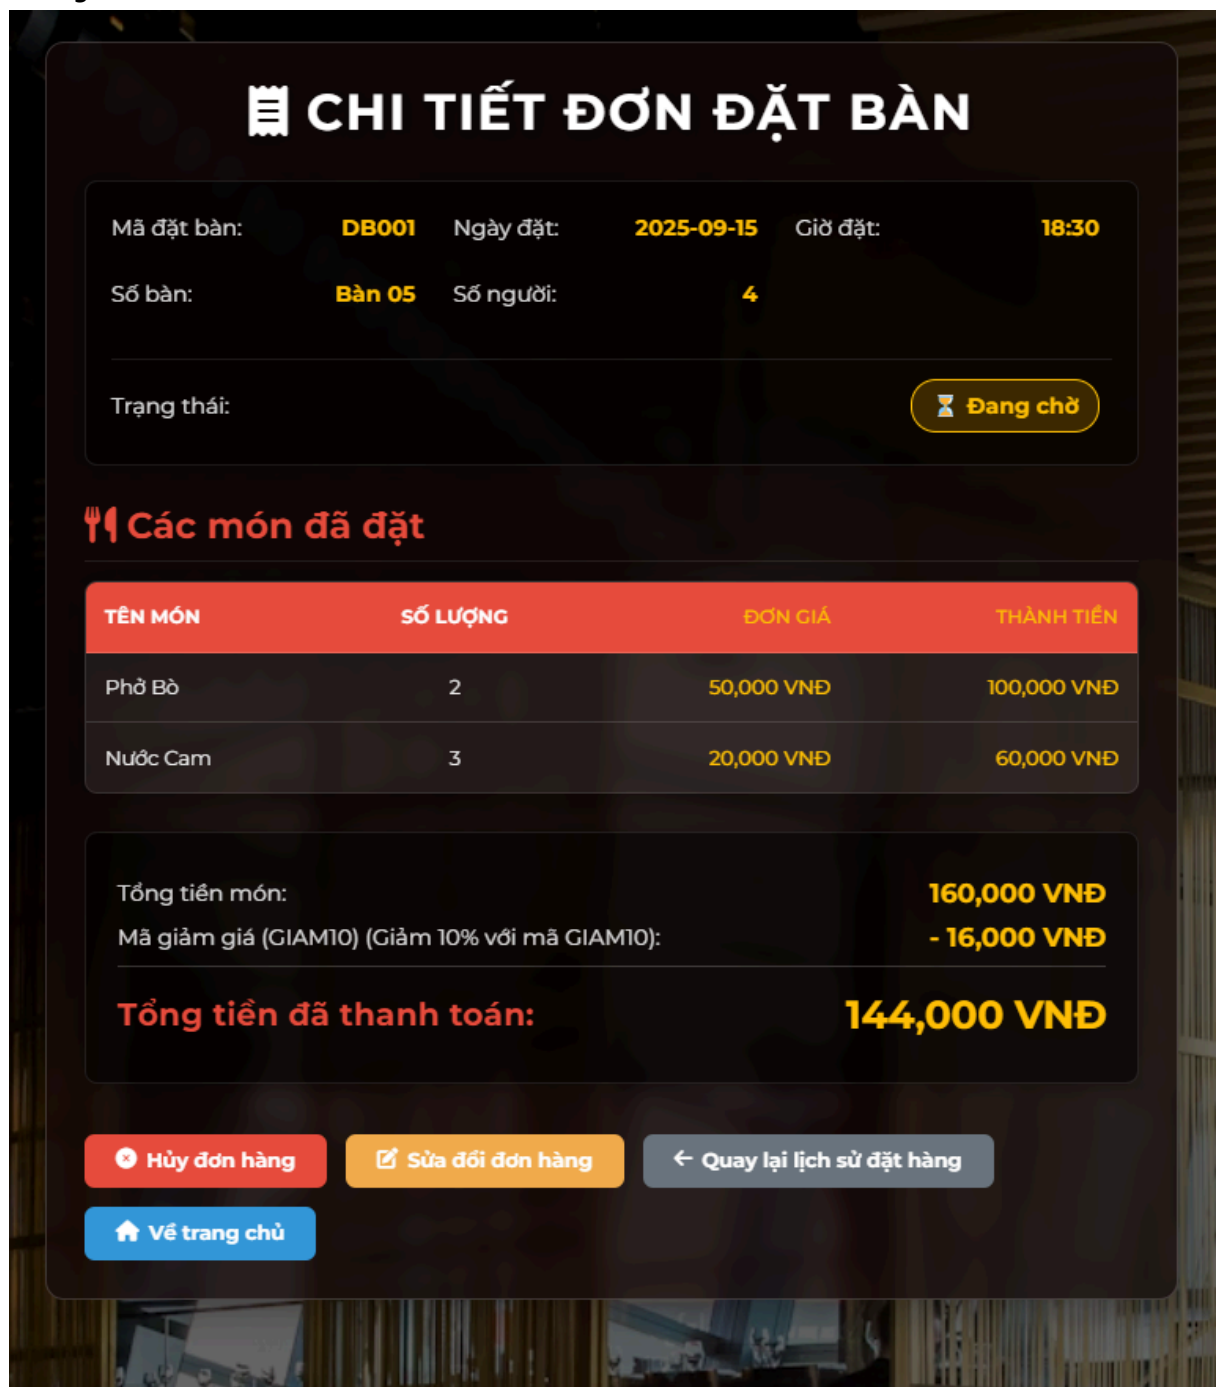 CHI TIẾT ĐƠN ĐẶT BÀN
Mã đặt bàn: DB001 Ngày đặt: 2025-09-15 Giờ đặt: 18:30
Số bàn: Bàn 05 Số người: 4
Trạng thái: Đang chờ
Các món đã đặt
TÊN MÓN SỐ LƯỢNG ĐƠN GIÁ THÀNH TIỀN
Phở Bò 2 50,000 VNĐ 100,000 VNĐ
Nước Cam 3 20,000 VNĐ 60,000 VNĐ
Tổng tiền món: 160,000 VNĐ
Mã giảm giá (GIAM10) (Giảm 10% với mã GIAM10): - 16,000 VNĐ
Tổng tiền đã thanh toán: 144,000 VNĐ
Hủy đơn hàng Sửa đổi đơn hàng ← Quay lại lịch sử đặt hàng
Về trang chủ